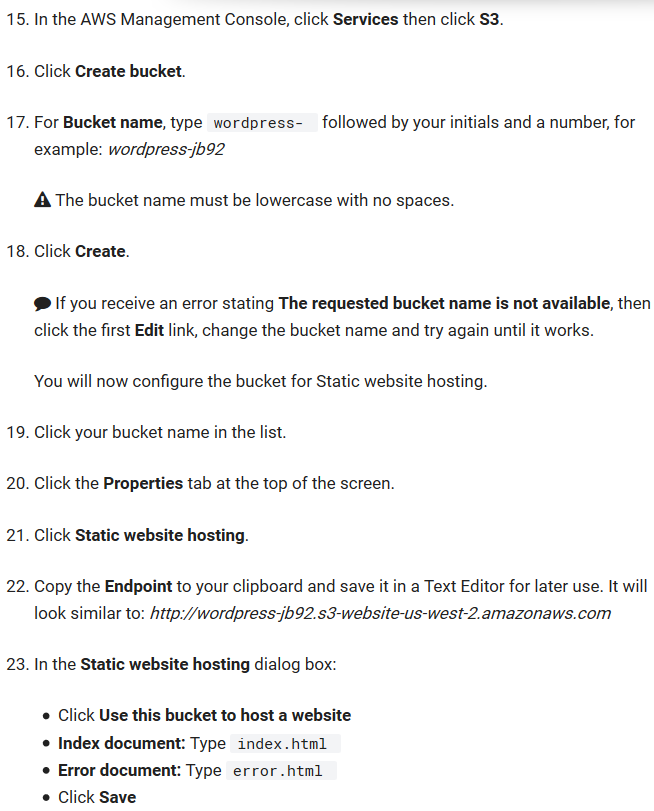 15. In the AWS Management Console, click Services then click S3.
16. Click Create bucket.
17. For Bucket name, type wordpress- followed by your initials and a number, for
example: wordpress-jb92
The bucket name must be lowercase with no spaces.
18. Click Create.
If you receive an error stating The requested bucket name is not available, then
click the first Edit link, change the bucket name and try again until it works.
You will now configure the bucket for Static website hosting.
19. Click your bucket name in the list.
20. Click the Properties tab at the top of the screen.
21. Click Static website hosting.
22. Copy the Endpoint to your clipboard and save it in a Text Editor for later use. It will
look similar to: http://wordpress-jb92.s3-website-us-west-2.amazonaws.com
23. In the Static website hosting dialog box:
• Click Use this bucket to host a website
• Index document: Type index.html
• Error document: Type error.html
• Click Save